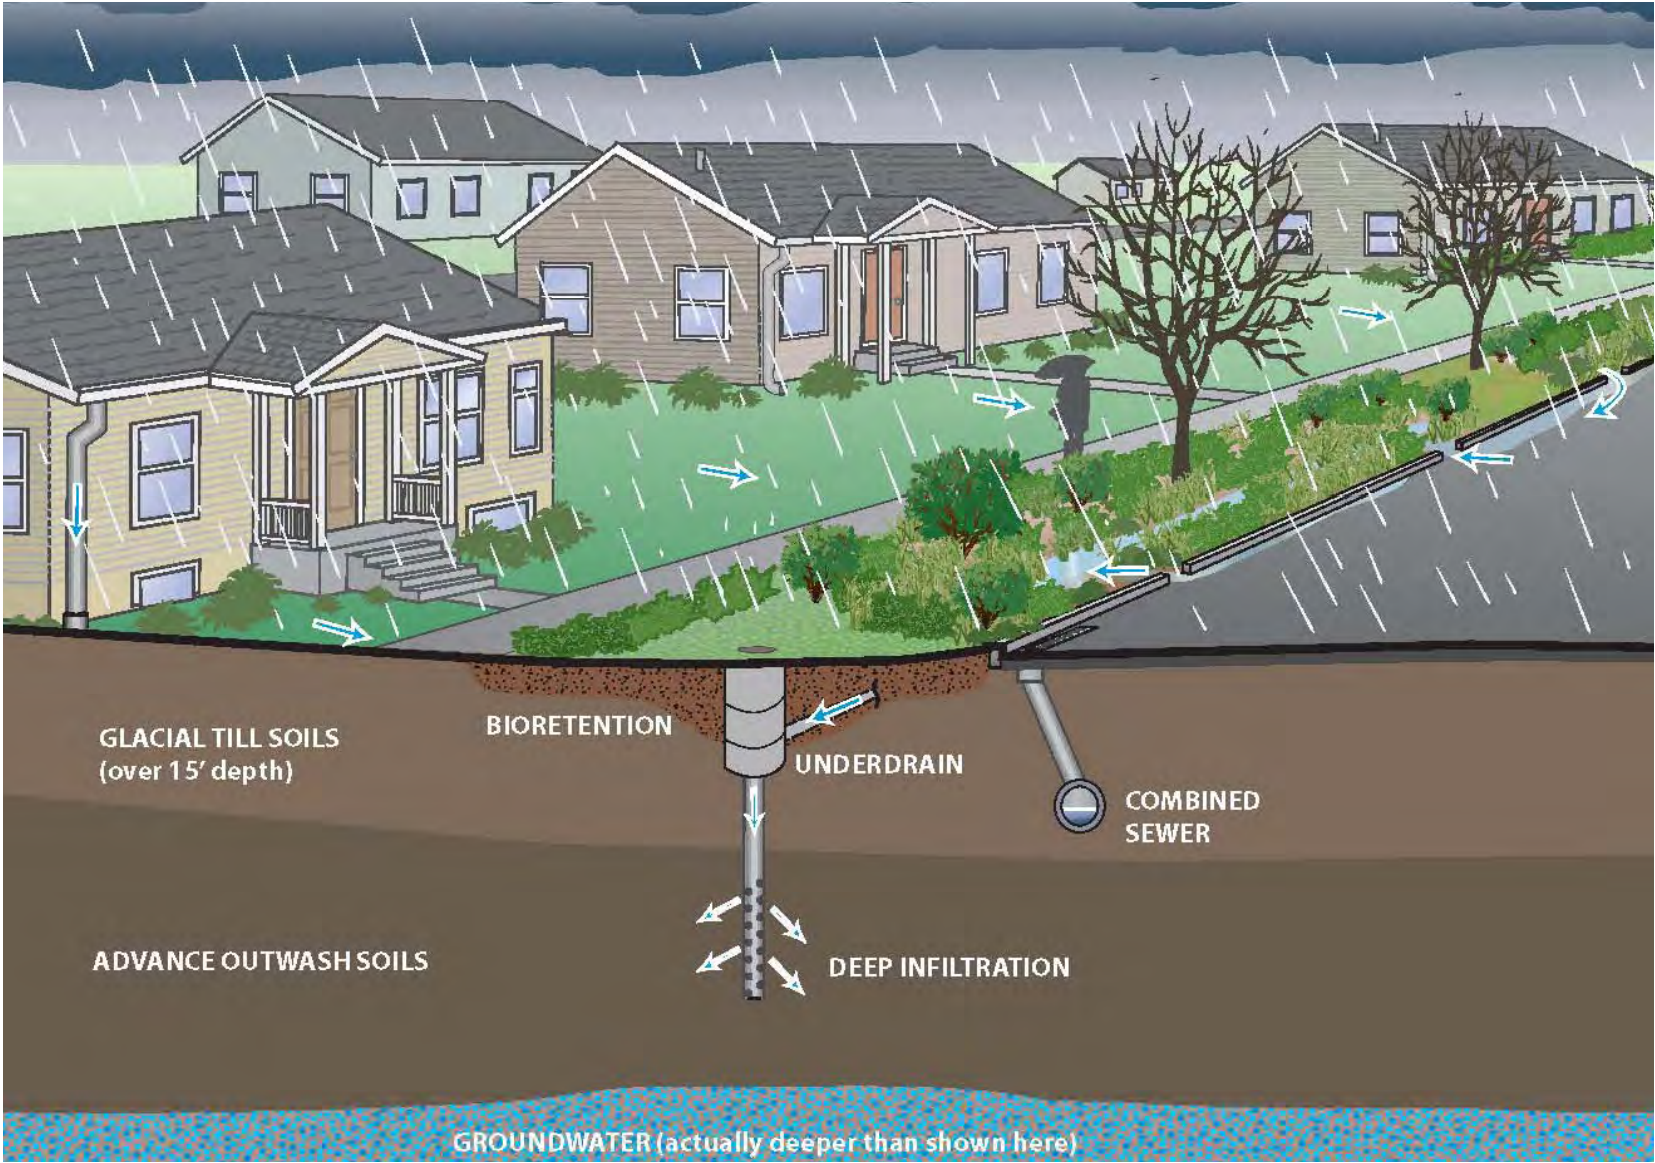 BIORETENTION
GLACIAL TILL SOILS
(over 15' depth)
UNDERDRAIN
COMBINED
SEWER
ADVANCE OUTWASH SOILS
DEEP INFILTRATION
GROUNDWATER (actually deeper than shown here)